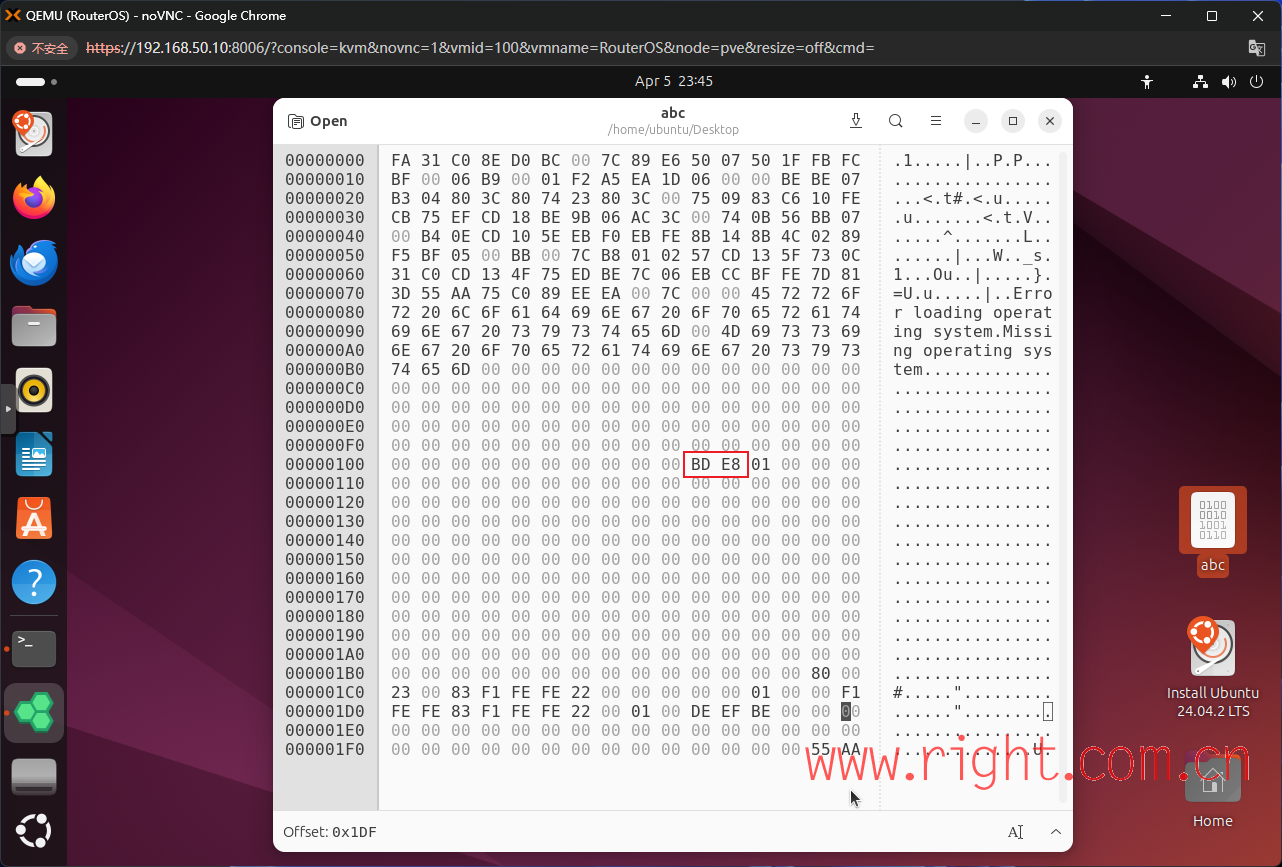 QEMU (RouterOS) - noVNC - Google Chrome
不安全 https://192.168.50.10:8006/?console=kvm&novnc=1&vmid=100&vmname=RouterOS&node=pve&resize=off&cmd=
Apr 5 23:45
Open
abc
/home/ubuntu/Desktop
00000000 FA 31 C0 8E D0 BC 00 7C 89 E6 50 07 50 1F FB FC .1.....|..P.P...
00000010 BF 00 06 B9 00 01 F2 A5 EA 1D 06 00 00 BE BE 07 ................
00000020 B3 04 80 3C 80 74 23 80 3C 00 75 09 83 C6 10 FE ...<.t#.<.u.....
00000030 CB 75 EF CD 18 BE 9B 06 AC 3C 00 74 0B 56 BB 07 .u.......<.t.V..
00000040 00 B4 0E CD 10 5E EB F0 EB FE 8B 14 8B 4C 02 89 .....^.......L..
00000050 F5 BF 05 00 BB 00 7C B8 01 02 57 CD 13 5F 73 0C ......|...W.._s.
00000060 31 C0 CD 13 4F 75 ED BE 7C 06 EB CC BF FE 7D 81 1...Ou..|.....}.
00000070 3D 55 AA 75 C0 89 EE EA 00 7C 00 00 45 72 72 6F =U.u.....|..Erro
00000080 72 20 6C 6F 61 64 69 6E 67 20 6F 70 65 72 61 74 r loading operat
00000090 69 6E 67 20 73 79 73 74 65 6D 00 4D 69 73 73 69 ing system.Missi
000000A0 6E 67 20 6F 70 65 72 61 74 69 6E 67 20 73 79 73 ng operating sys
000000B0 74 65 6D 00 00 00 00 00 00 00 00 00 00 00 00 00 tem.............
000000C0 00 00 00 00 00 00 00 00 00 00 00 00 00 00 00 00 ................
000000D0 00 00 00 00 00 00 00 00 00 00 00 00 00 00 00 00 ................
000000E0 00 00 00 00 00 00 00 00 00 00 00 00 00 00 00 00 ................
000000F0 00 00 00 00 00 00 00 00 00 00 00 00 00 00 00 00 ................
00000100 00 00 00 00 00 00 00 00 00 00 BD E8 01 00 00 00 ................
00000110 00 00 00 00 00 00 00 00 00 00 00 00 00 00 00 00 ................
00000120 00 00 00 00 00 00 00 00 00 00 00 00 00 00 00 00 ................
00000130 00 00 00 00 00 00 00 00 00 00 00 00 00 00 00 00 ................
00000140 00 00 00 00 00 00 00 00 00 00 00 00 00 00 00 00 ................
00000150 00 00 00 00 00 00 00 00 00 00 00 00 00 00 00 00 ................
00000160 00 00 00 00 00 00 00 00 00 00 00 00 00 00 00 00 ................
00000170 00 00 00 00 00 00 00 00 00 00 00 00 00 00 00 00 ................
00000180 00 00 00 00 00 00 00 00 00 00 00 00 00 00 00 00 ................
00000190 00 00 00 00 00 00 00 00 00 00 00 00 00 00 00 00 ................
000001A0 00 00 00 00 00 00 00 00 00 00 00 00 00 00 00 00 ................
000001B0 00 00 00 00 00 00 00 00 00 00 00 00 00 00 80 00 ................
000001C0 23 00 83 F1 FE FE 22 00 00 00 00 00 01 00 00 F1 #.....".........
000001D0 FE FE 83 F1 FE FE 22 00 01 00 DE EF BE 00 00 00 ......".........
000001E0 00 00 00 00 00 00 00 00 00 00 00 00 00 00 00 00 ................
000001F0 00 00 00 00 00 00 00 00 00 00 00 00 00 00 55 AA ..............U.
Offset: 0x1DF
abc
Install Ubuntu
24.04.2 LTS
www.right.com.cn
Home